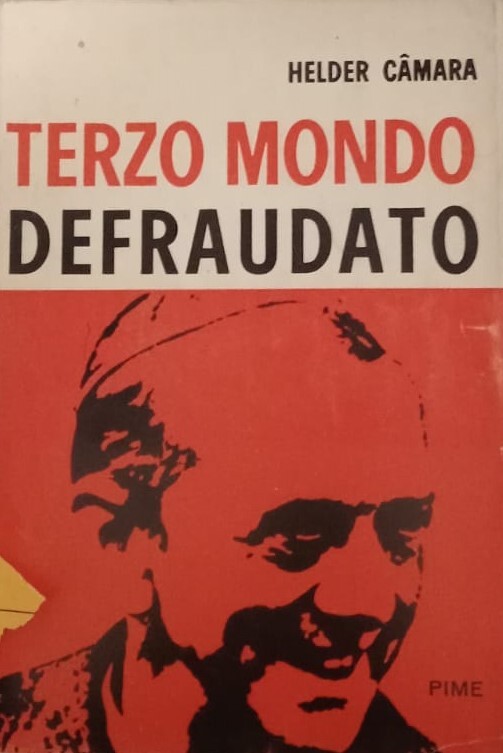 HELDER CÂMARA
TERZO MONDO
DEFRAUDATO
PIME